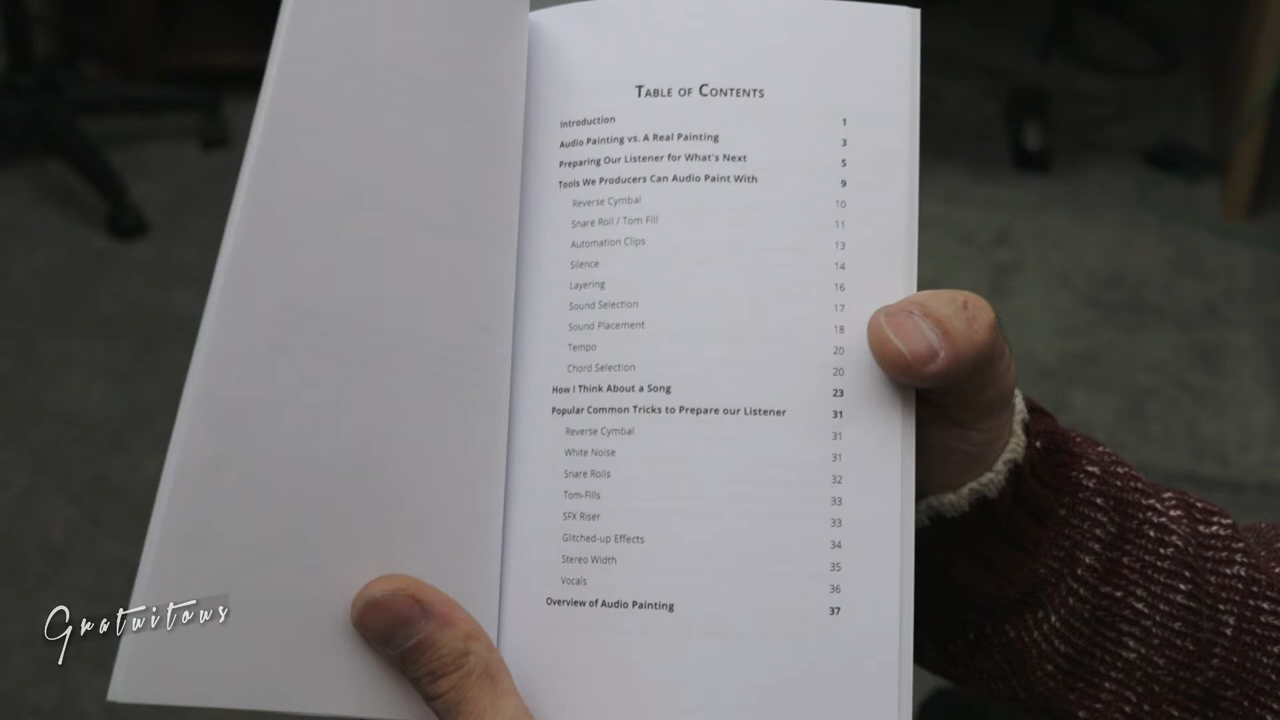 Table of Contents
Introduction 1
Audio Painting vs. A Real Painting 3
Preparing Our Listener for What's Next 5
Tools We Producers Can Audio Paint With 9
Reverse Cymbal 10
Snare Roll / Tom Fill 11
Automation Clips 13
Silence 14
Layering 16
Sound Selection 17
Sound Placement 18
Tempo 20
Chord Selection 20
How I Think About a Song 23
Popular Common Tricks to Prepare our Listener 31
Reverse Cymbal 31
White Noise 31
Snare Rolls 32
Tom-Fills 33
SFX Riser 33
Glitched-up Effects 34
Stereo Width 35
Vocals 36
Overview of Audio Painting 37
Gratuitous